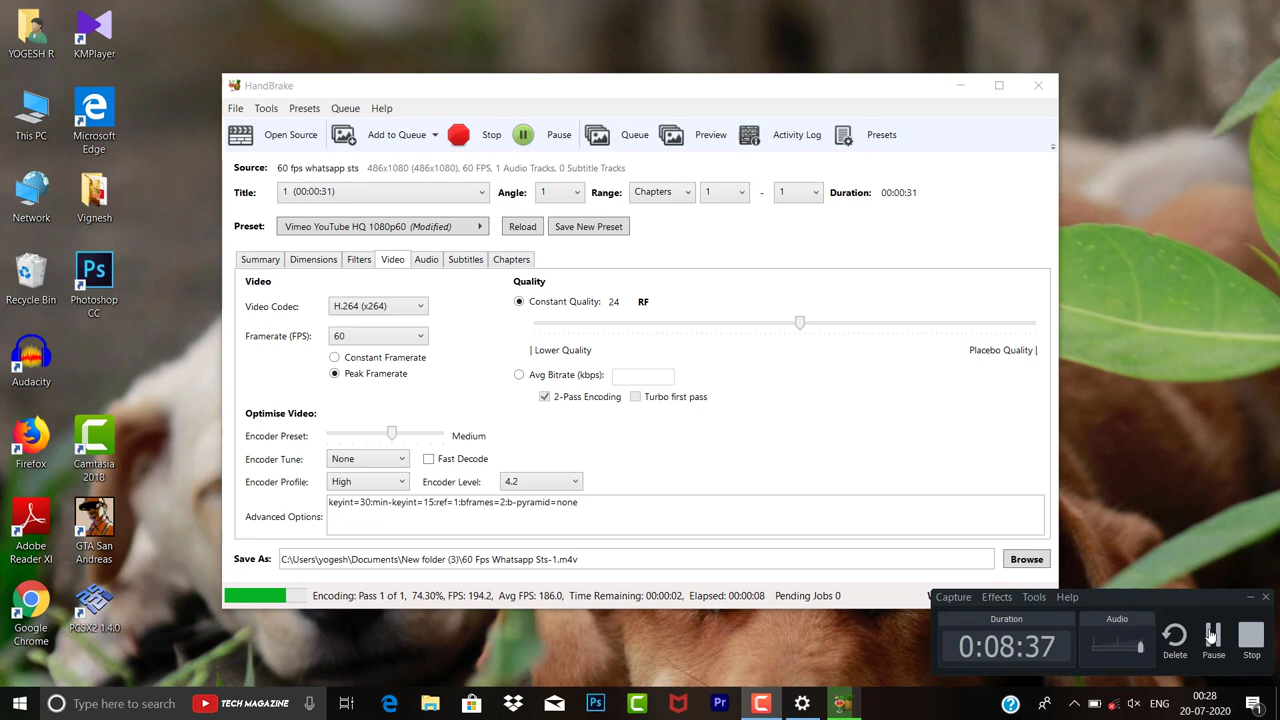 YOGESH R
KMPlayer
This PC
Microsoft
Edge
Network
Vignesh
Recycle Bin
Ps
Photoshop
CC
Audacity
Firefox
Camtasia
2018
Adobe
Reader XI
GTA San
Andreas
Google
Chrome
PCSX2 1.4.0
HandBrake
File Tools Presets Queue Help
Open Source Add to Queue Stop Pause Queue Preview Activity Log Presets
Source: 60 fps whatsapp sts 486x1080 (486x1080), 60 FPS, 1 Audio Tracks, 0 Subtitle Tracks
Title: 1 (00:00:31) Angle: 1 Range: Chapters 1 - 1 Duration: 00:00:31
Preset: Vimeo YouTube HQ 1080p60 (Modified) Reload Save New Preset
Summary Dimensions Filters Video Audio Subtitles Chapters
Video
Video Codec: H.264 (x264)
Framerate (FPS): 60
Constant Framerate
Peak Framerate
Quality
Constant Quality: 24 RF
| Lower Quality Placebo Quality |
Avg Bitrate (kbps):
2-Pass Encoding Turbo first pass
Optimise Video:
Encoder Preset: Medium
Encoder Tune: None Fast Decode
Encoder Profile: High Encoder Level: 4.2
Advanced Options: keyint=30:min-keyint=15:ref=1:bframes=2:b-pyramid=none
Save As: C:\Users\yogesh\Documents\New folder (3)\60 Fps Whatsapp Sts-1.m4v Browse
Encoding: Pass 1 of 1, 74.30%, FPS: 194.2, Avg FPS: 186.0, Time Remaining: 00:00:02, Elapsed: 00:00:08 Pending Jobs 0
Capture Effects Tools Help
Duration
0:08:37
Audio
Delete Pause Stop
Type here to search
TECH MAGAZINE
Ps
Pr
ENG
00:28
20-07-2020
1